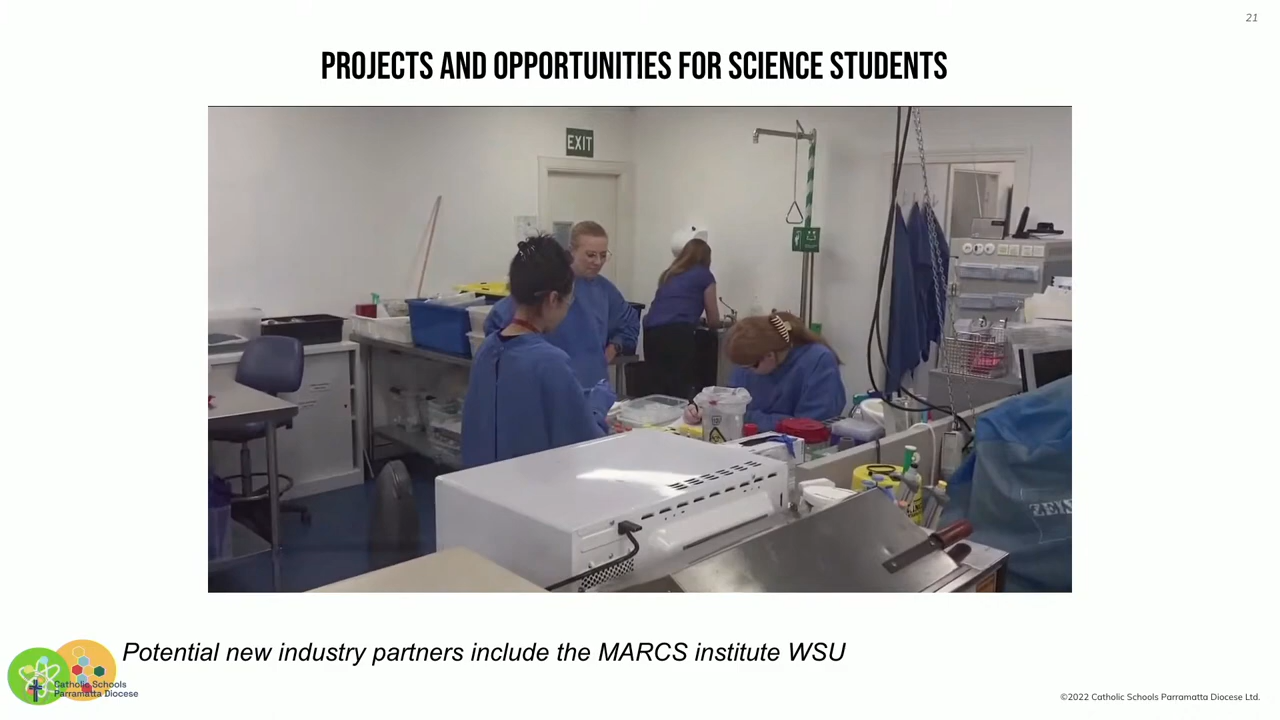 21
PROJECTS AND OPPORTUNITIES FOR SCIENCE STUDENTS
EXIT
ZEIS
Potential new industry partners include the MARCS institute WSU
Catholic Schools
Parramatta Diocese
©2022 Catholic Schools Parramatta Diocese Ltd.